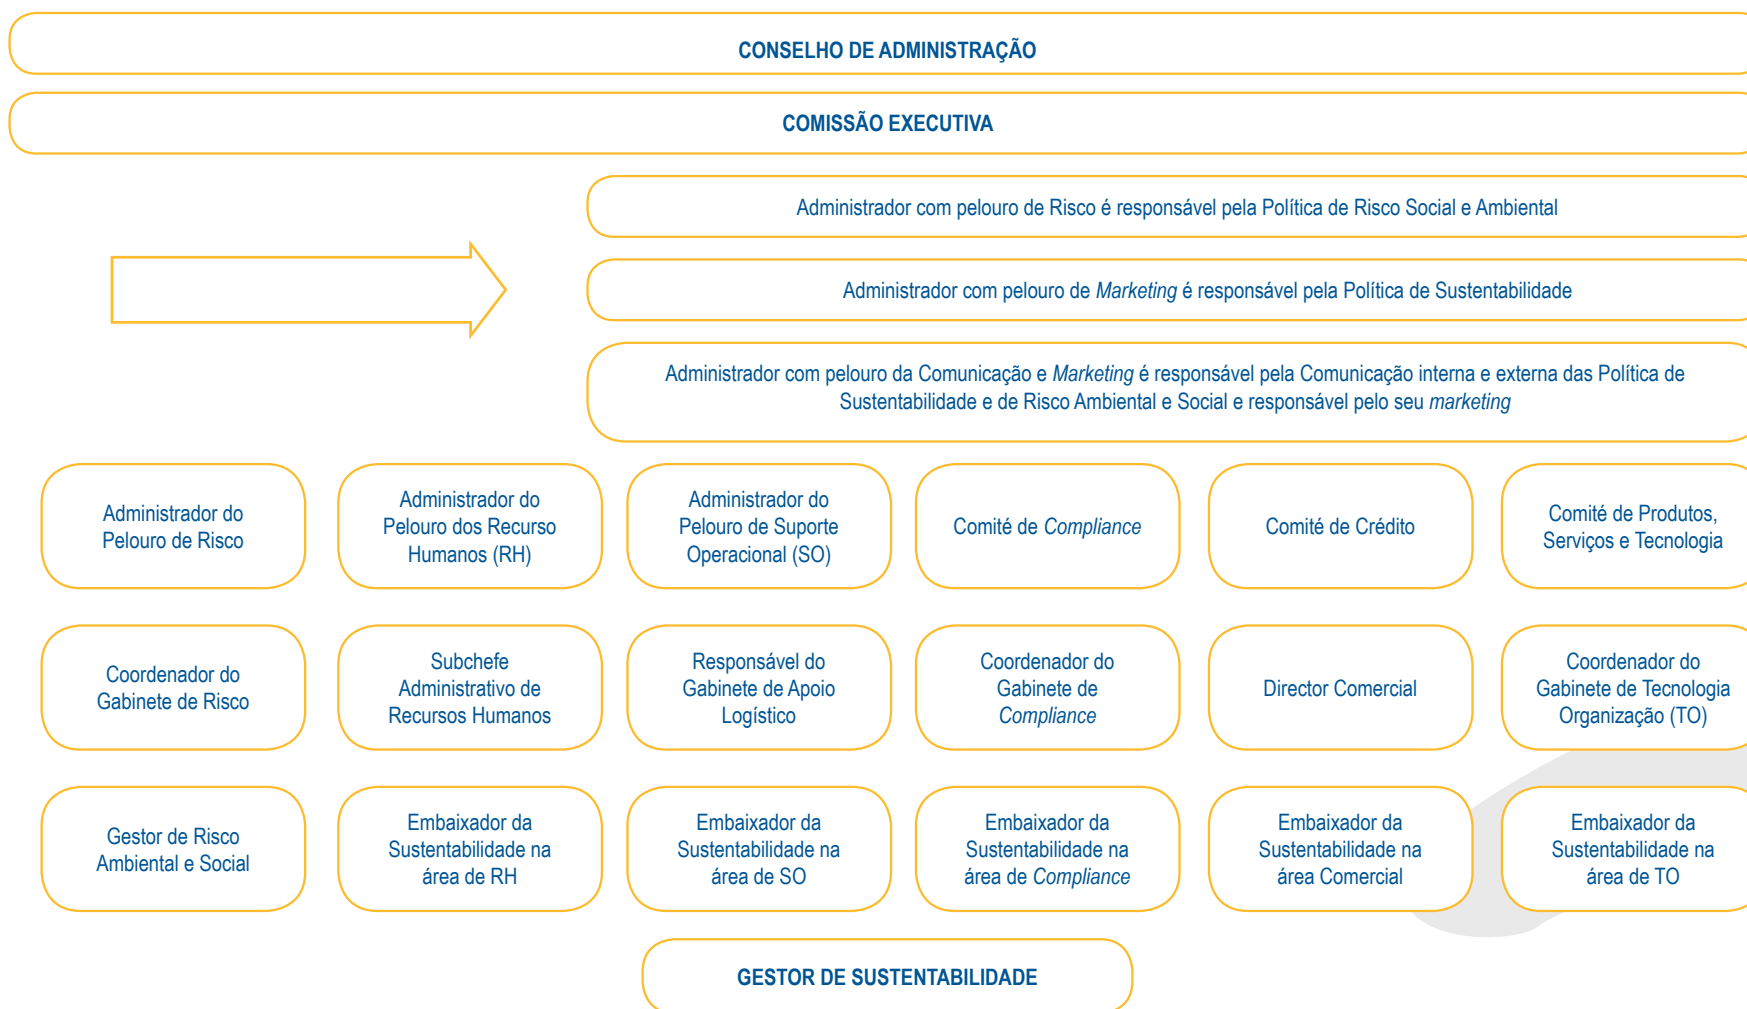 CONSELHO DE ADMINISTRAÇÃO
COMISSÃO EXECUTIVA
Administrador com pelouro de Risco é responsável pela Política de Risco Social e Ambiental
Administrador com pelouro de Marketing é responsável pela Política de Sustentabilidade
Administrador com pelouro da Comunicação e Marketing é responsável pela Comunicação interna e externa das Política de
Sustentabilidade e de Risco Ambiental e Social e responsável pelo seu marketing
Administrador do
Pelouro de Risco
Administrador do
Pelouro dos Recurso
Humanos (RH)
Administrador do
Pelouro de Suporte
Operacional (SO)
Comité de Compliance
Comité de Crédito
Comité de Produtos,
Serviços e Tecnologia
Coordenador do
Gabinete de Risco
Subchefe
Administrativo de
Recursos Humanos
Responsável do
Gabinete de Apoio
Logístico
Coordenador do
Gabinete de
Compliance
Director Comercial
Coordenador do
Gabinete de Tecnologia
Organização (TO)
Gestor de Risco
Ambiental e Social
Embaixador da
Sustentabilidade na
área de RH
Embaixador da
Sustentabilidade na
área de SO
Embaixador da
Sustentabilidade na
área de Compliance
Embaixador da
Sustentabilidade na
área Comercial
Embaixador da
Sustentabilidade na
área de TO
GESTOR DE SUSTENTABILIDADE